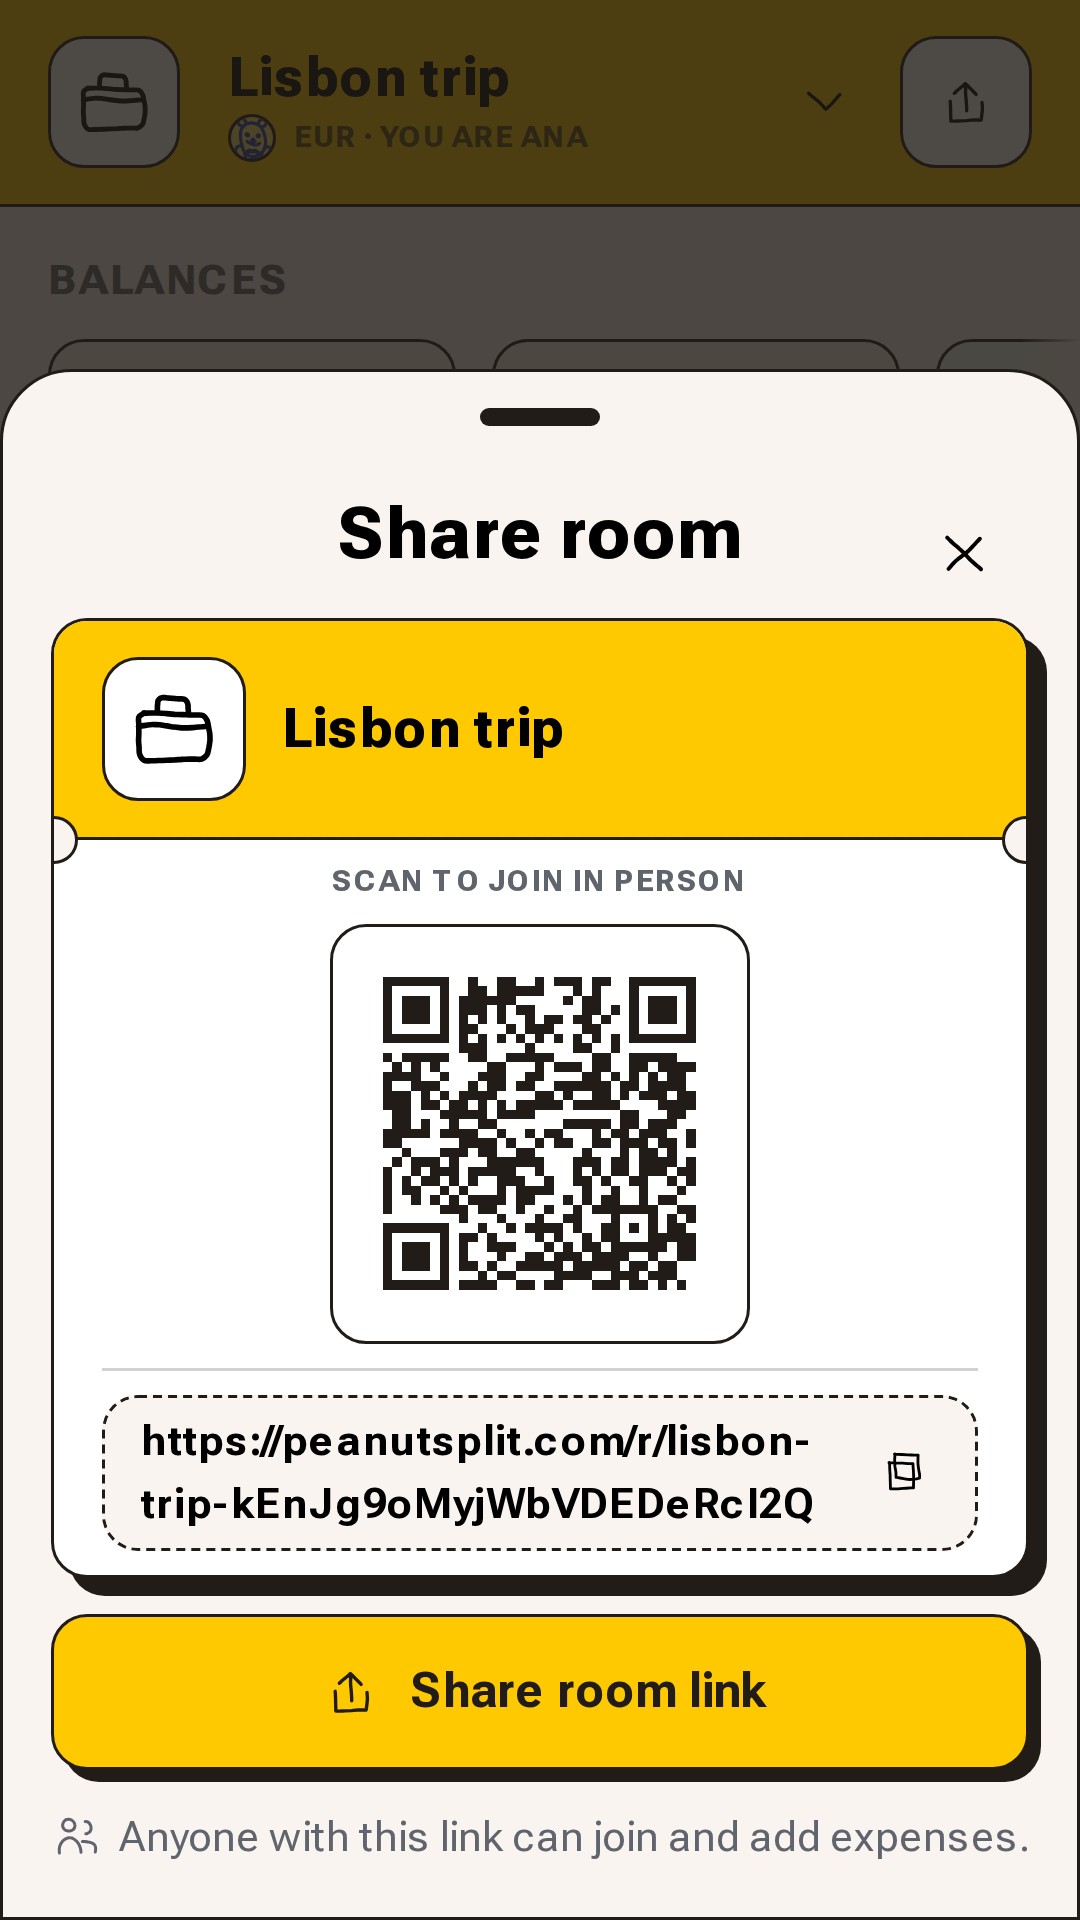 Lisbon trip
EUR · YOU ARE ANA
BALANCES
Share room
Lisbon trip
SCAN TO JOIN IN PERSON
https://peanutsplit.com/r/lisbon-
trip-kEnJg9oMyjWbVDEDeRcI2Q
Share room link
Anyone with this link can join and add expenses.